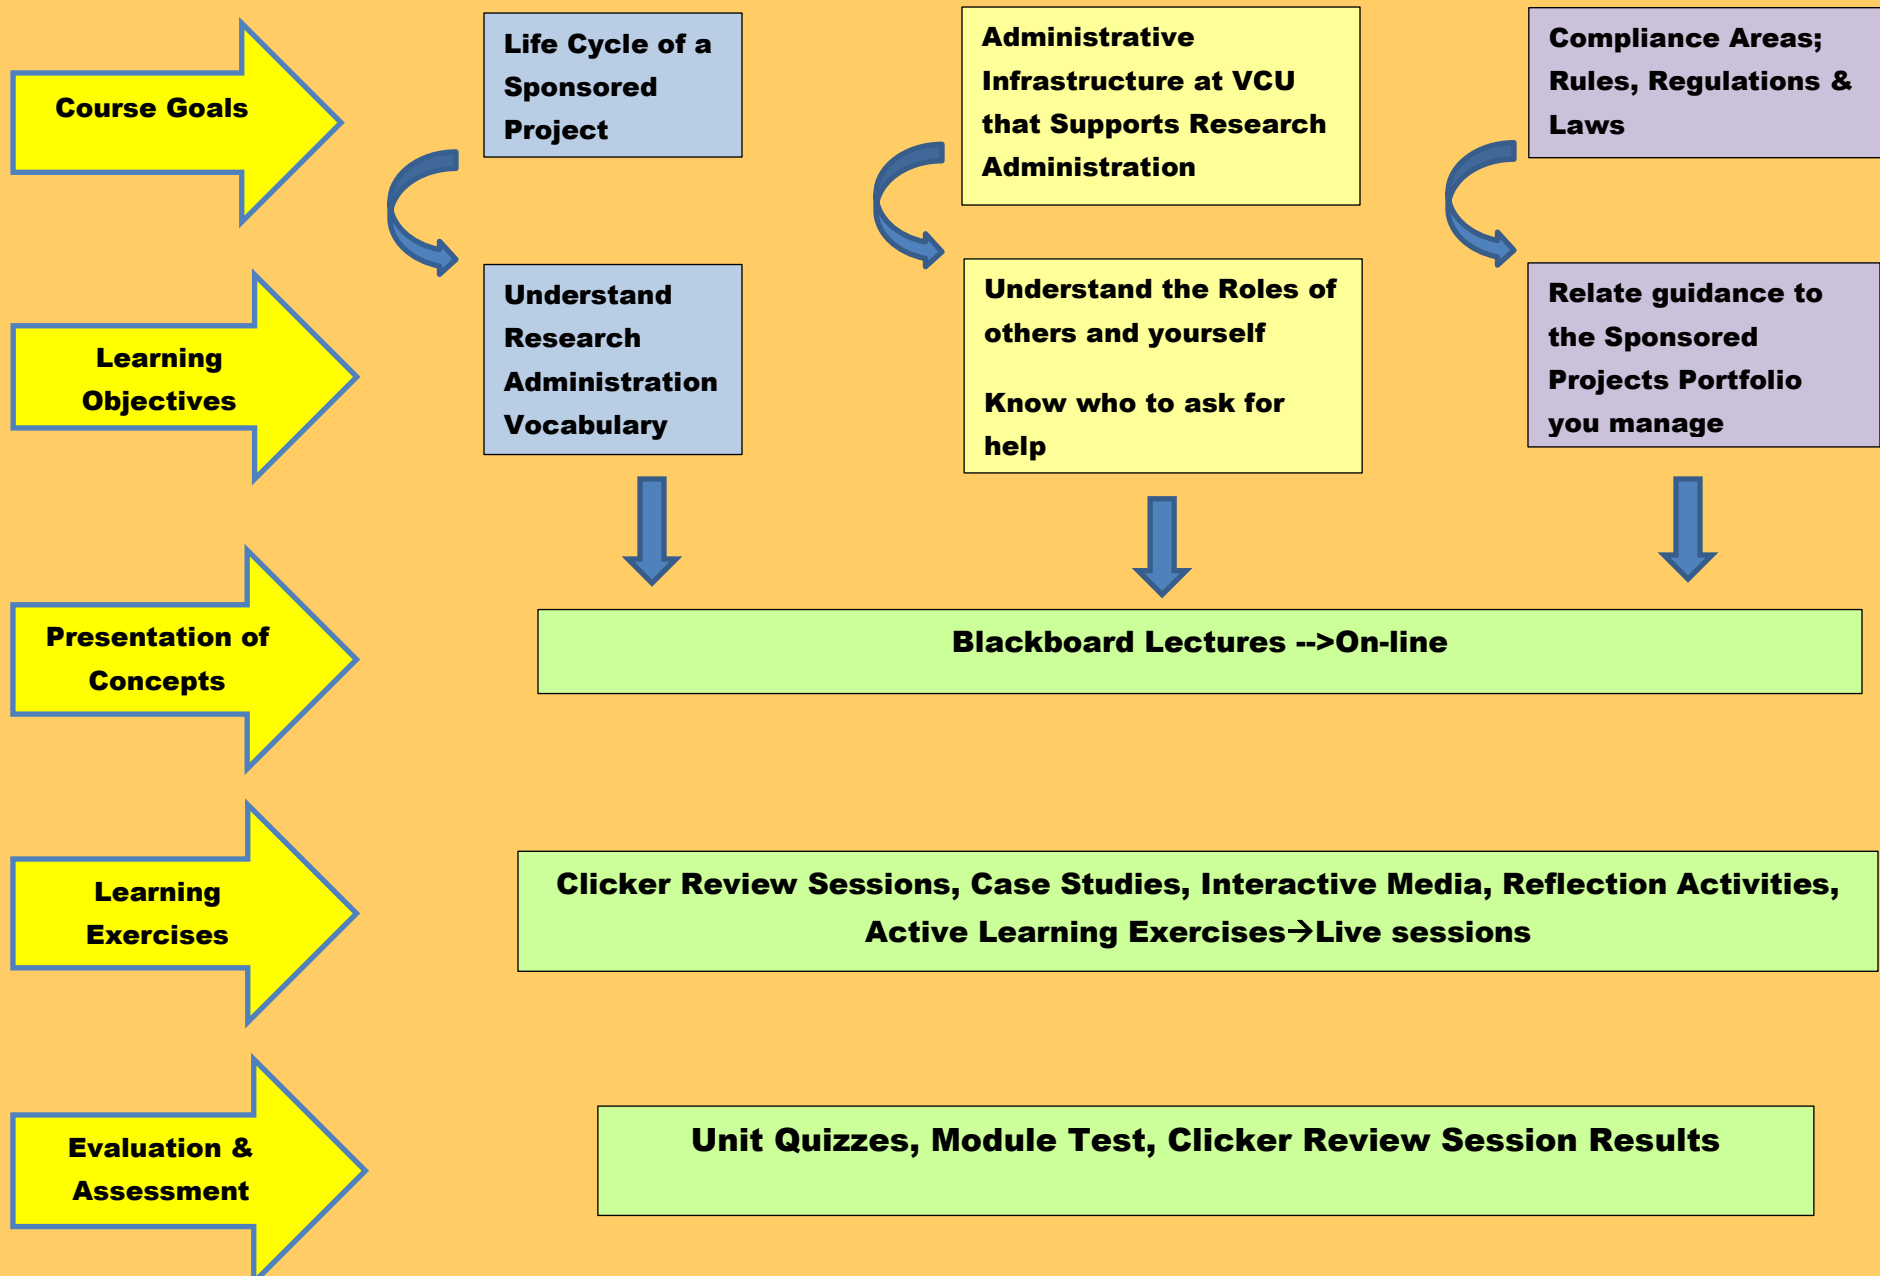 Course Goals
Life Cycle of a
Sponsored
Project
Administrative
Infrastructure at VCU
that Supports Research
Administration
Compliance Areas;
Rules, Regulations &
Laws
Learning
Objectives
Understand
Research
Administration
Vocabulary
Understand the Roles of
others and yourself
Know who to ask for
help
Relate guidance to
the Sponsored
Projects Portfolio
you manage
Presentation of
Concepts
Blackboard Lectures -->On-line
Learning
Exercises
Clicker Review Sessions, Case Studies, Interactive Media, Reflection Activities,
Active Learning Exercises→Live sessions
Evaluation &
Assessment
Unit Quizzes, Module Test, Clicker Review Session Results